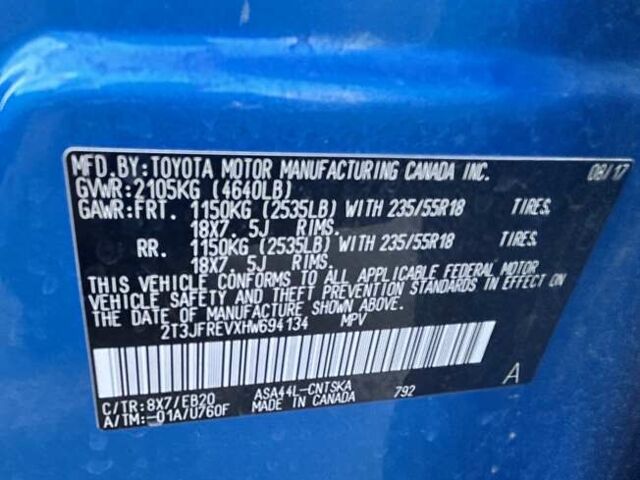 MFD. BY: TOYOTA MOTOR MANUFACTURING CANADA INC. 08/17
GVWR: 2105KG (4640LB)
GAWR: FRT. 1150KG (2535LB) WITH 235/55R18 TIRES,
18X7.5J RIMS.
RR. 1150KG (2535LB) WITH 235/55R18 TIRES,
18X7.5J RIMS.
THIS VEHICLE CONFORMS TO ALL APPLICABLE FEDERAL MOTOR
VEHICLE SAFETY AND THEFT PREVENTION STANDARDS IN EFFECT ON
THE DATE OF MANUFACTURE SHOWN ABOVE.
2T3JFREVXHW694134 MPV
C/TR: 8X7/EB20 ASA44L-CNTSKA 792 A
A/TM: -01A/U760F MADE IN CANADA